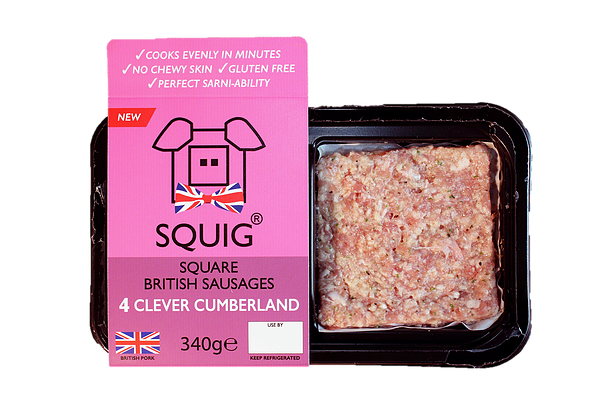 ✓COOKS EVENLY IN MINUTES
✓NO CHEWY SKIN ✓GLUTEN FREE
✓PERFECT SARNI-ABILITY
NEW
SQUIG®
SQUARE
BRITISH SAUSAGES
4 CLEVER CUMBERLAND
BRITISH PORK
340g℮
USE BY
KEEP REFRIGERATED